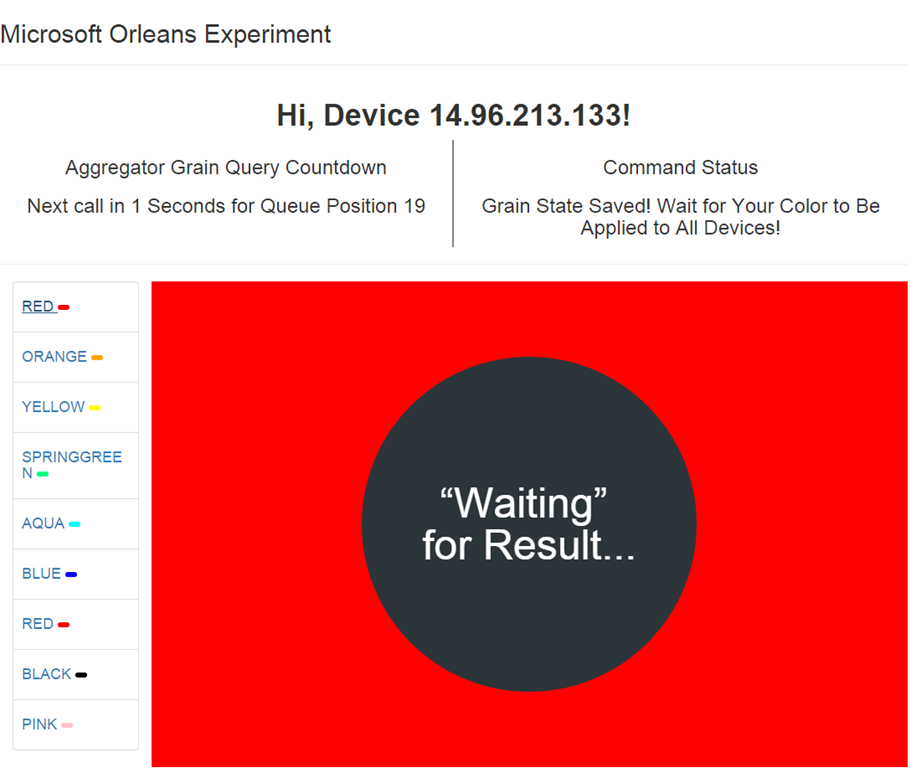 Microsoft Orleans Experiment
Hi, Device 14.96.213.133!
Aggregator Grain Query Countdown
Next call in 1 Seconds for Queue Position 19
Command Status
Grain State Saved! Wait for Your Color to Be
Applied to All Devices!
RED
ORANGE
YELLOW
SPRINGGREE
N
AQUA
BLUE
RED
BLACK
PINK
“Waiting”
for Result...